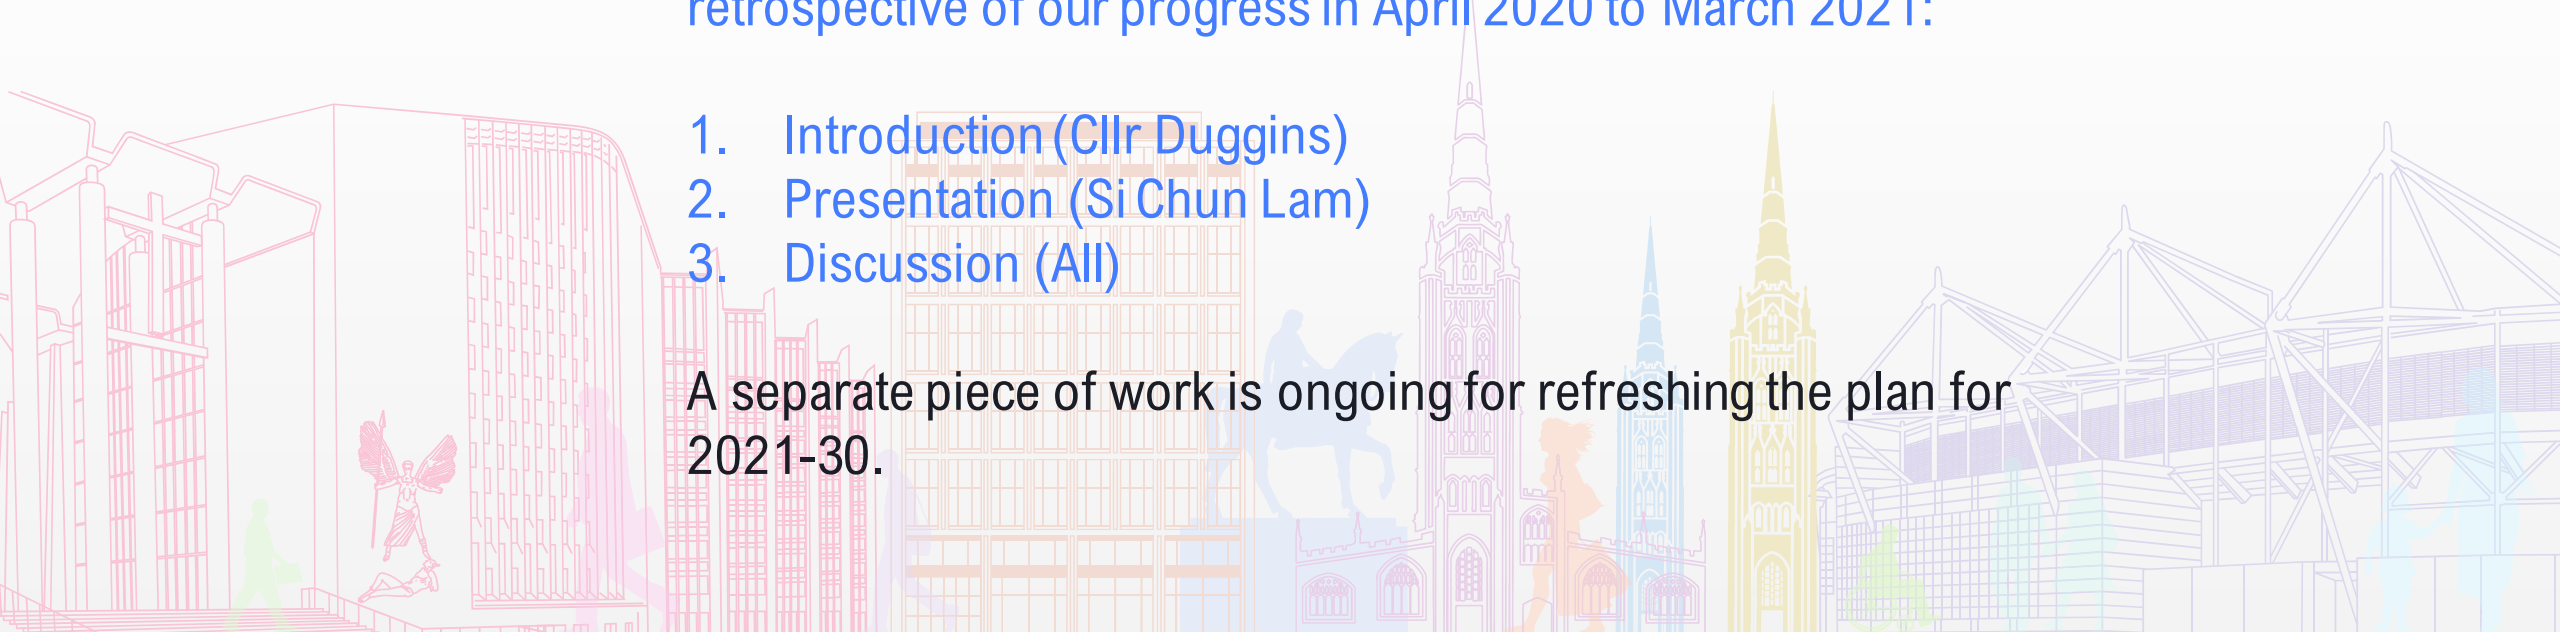 retrospective of our progress in April 2020 to March 2021:
1. Introduction (Cllr Duggins)
2. Presentation (Si Chun Lam)
3. Discussion (All)
A separate piece of work is ongoing for refreshing the plan for
2021-30.